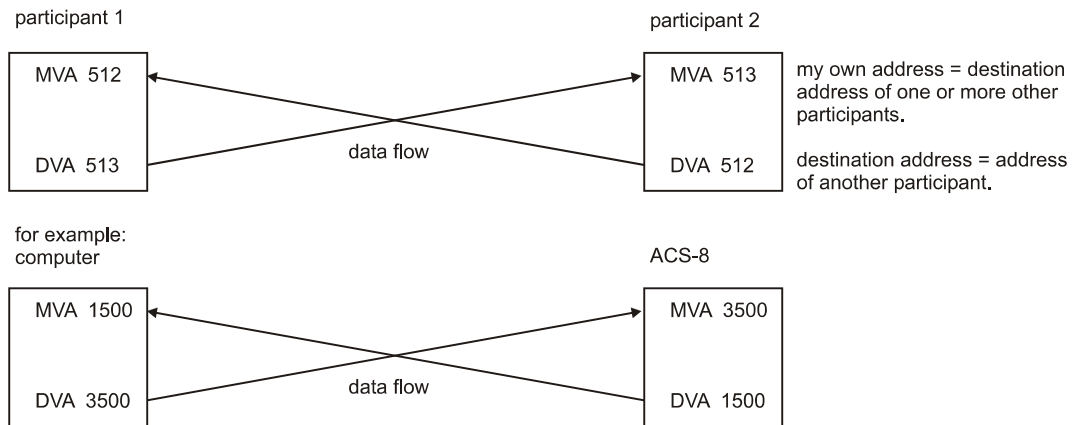 participant 1
participant 2
MVA 512
MVA 513
my own address = destination
address of one or more other
participants.
data flow
DVA 513
DVA 512
destination address = address
of another participant.
for example:
computer
ACS-8
MVA 1500
MVA 3500
data flow
DVA 3500
DVA 1500